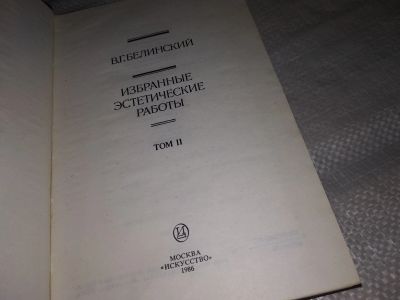 В.Г.БЕЛИНСКИЙ
ИЗБРАННЫЕ
ЭСТЕТИЧЕСКИЕ
РАБОТЫ
ТОМ II
МОСКВА
«ИСКУССТВО»
1986